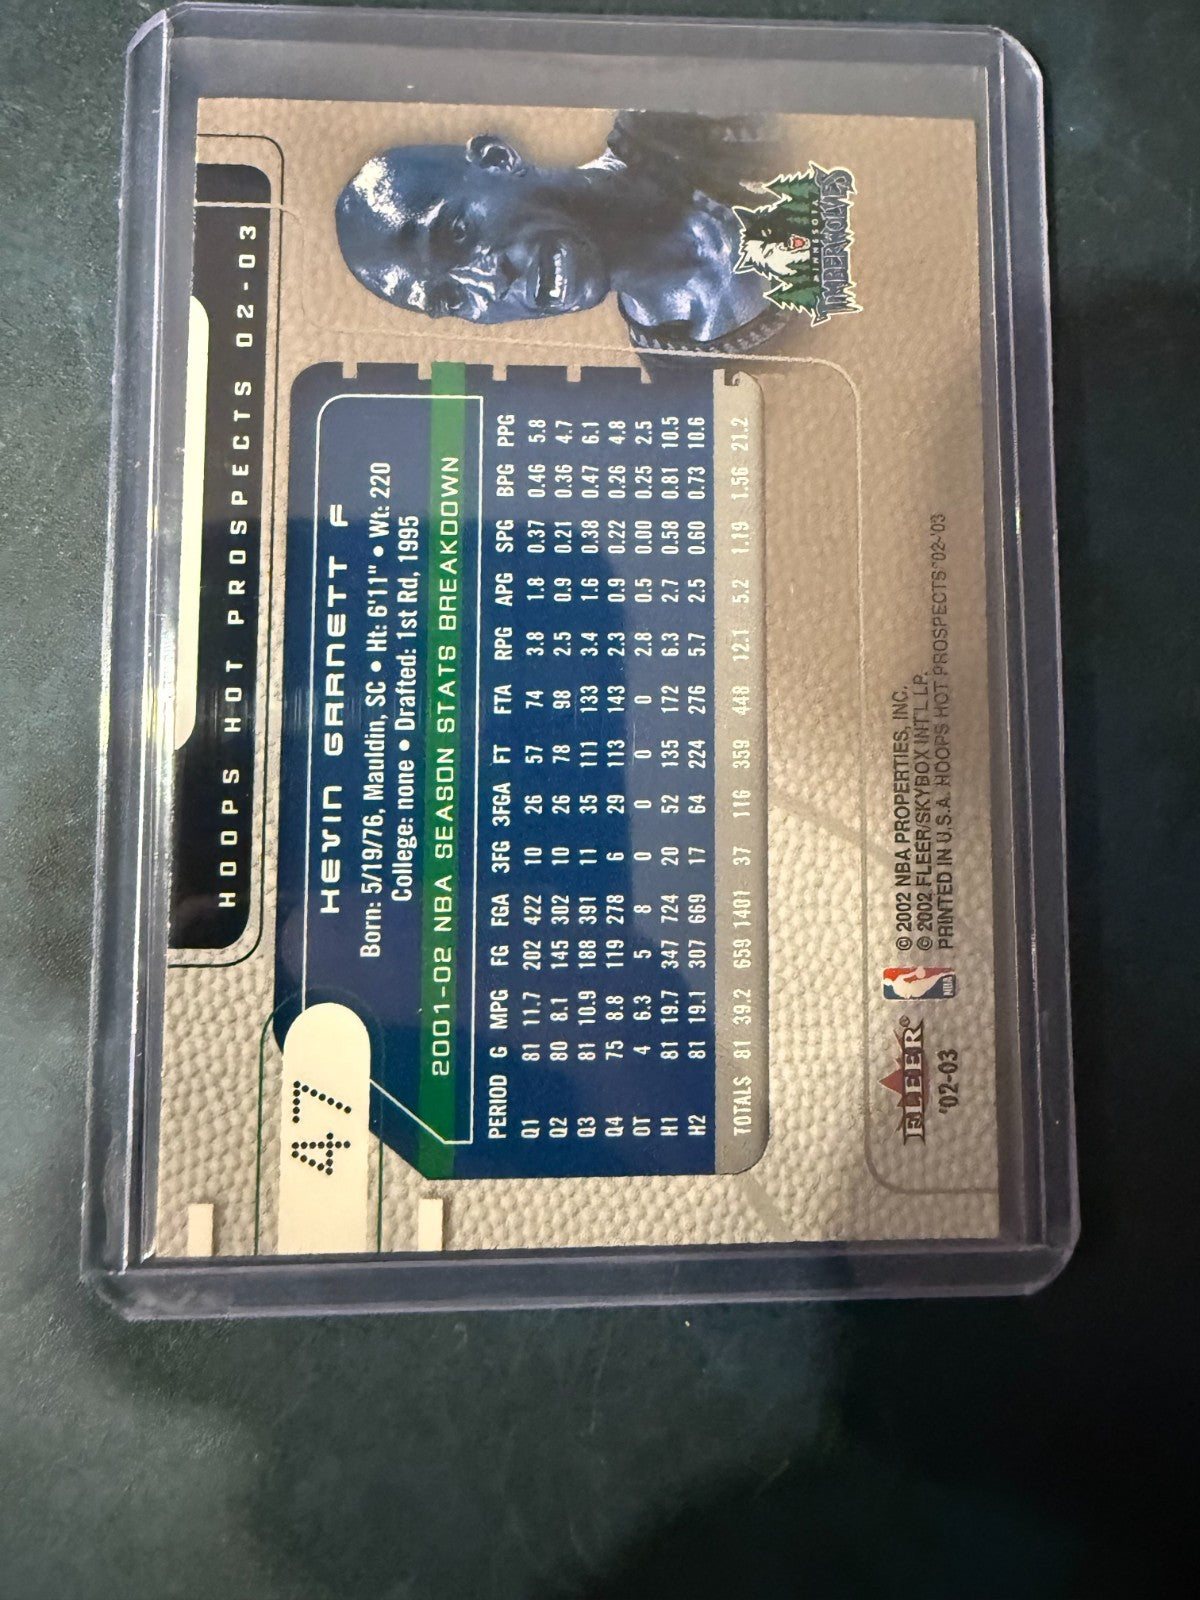 HOOPS HOT PROSPECTS 02-03
47
KEVIN GARNETT F
Born: 5/19/76, Mauldin, SC • Ht: 6'11" • Wt: 220
College: none • Drafted: 1st Rd, 1995
2001-02 NBA SEASON STATS BREAKDOWN
PERIOD G MPG FG FGA 3FG 3FGA FT FTA RPG APG SPG BPG PPG
Q1 81 11.7 202 422 10 26 57 74 3.8 1.8 0.37 0.46 5.8
Q2 80 8.1 145 302 10 26 78 98 2.5 0.9 0.21 0.36 4.7
Q3 81 10.9 188 391 11 35 111 133 3.4 1.6 0.38 0.47 6.1
Q4 75 8.8 119 278 6 29 113 143 2.3 0.9 0.22 0.26 4.8
OT 4 6.3 5 8 0 0 0 0 2.8 0.5 0.00 0.25 2.5
H1 81 19.7 347 724 20 52 135 172 6.3 2.7 0.58 0.81 10.5
H2 81 19.1 307 669 17 64 224 276 5.7 2.5 0.60 0.73 10.6
TOTALS 81 39.2 659 1401 37 116 359 448 12.1 5.2 1.19 1.56 21.2
MINNESOTA
TIMBERWOLVES
FLEER®
'02-03
NBA
© 2002 NBA PROPERTIES, INC.
© 2002 FLEER/SKYBOX INT'L LP.
PRINTED IN U.S.A. HOOPS HOT PROSPECTS '02-'03